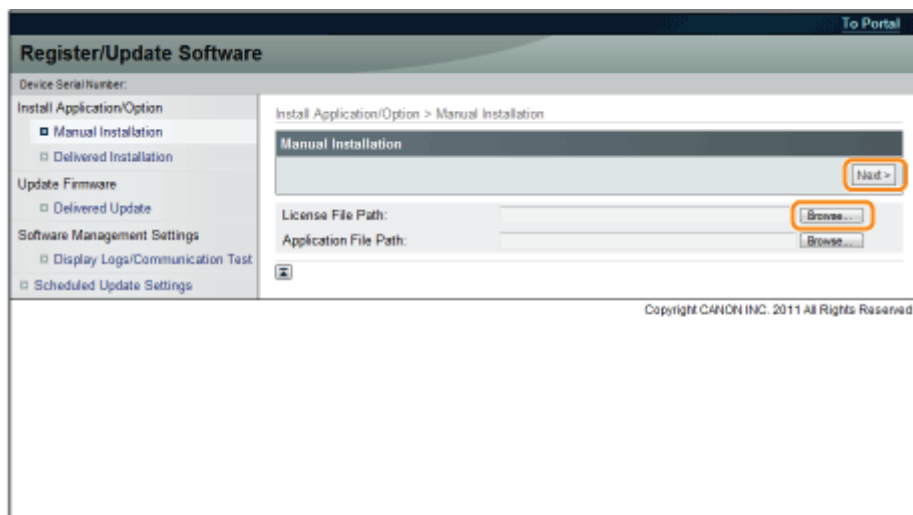 To Portal
Register/Update Software
Device Serial Number:
Install Application/Option
Manual Installation
Delivered Installation
Update Firmware
Delivered Update
Software Management Settings
Display Logs/Communication Test
Scheduled Update Settings
Install Application/Option > Manual Installation
Manual Installation
Next >
License File Path: Browse...
Application File Path: Browse...
Copyright CANON INC. 2011 All Rights Reserved